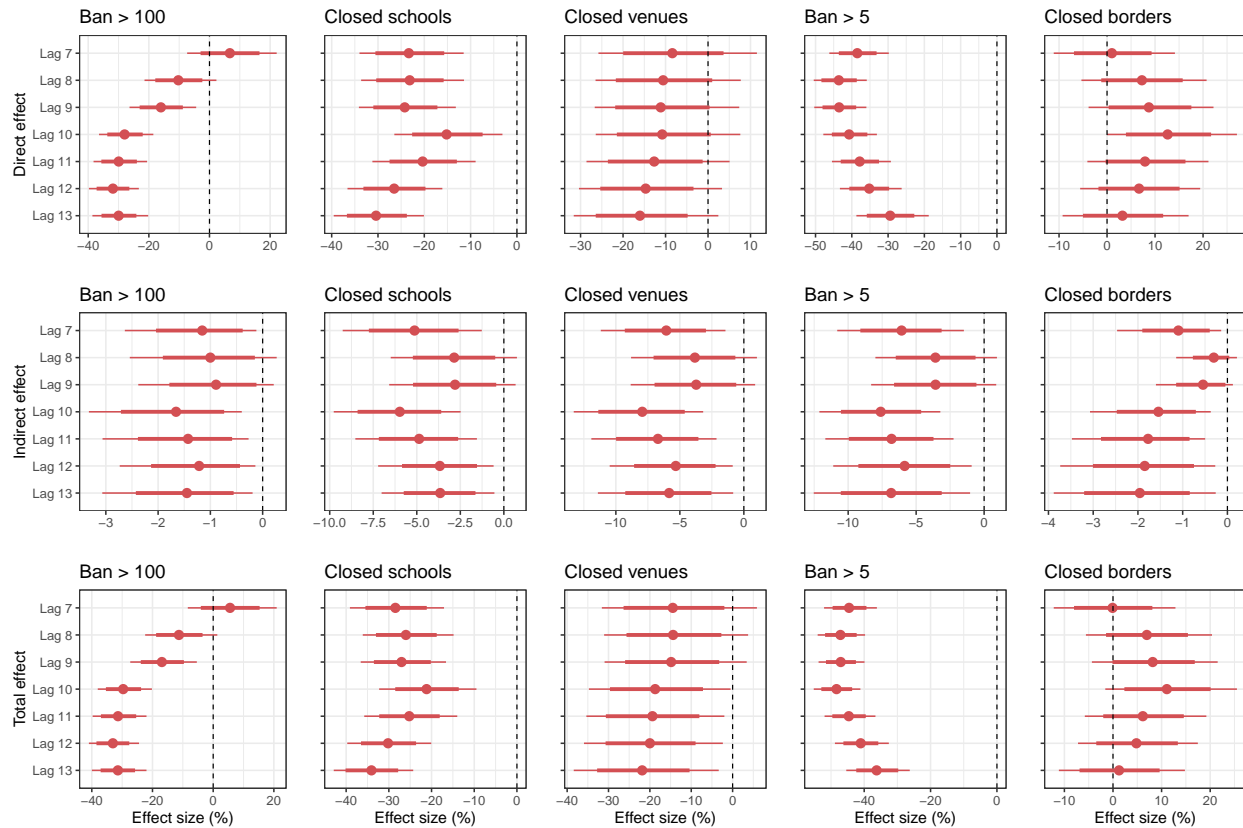 Ban > 100 Closed schools Closed venues Ban > 5 Closed borders
Direct effect
Lag 7
Lag 8
Lag 9
Lag 10
Lag 11
Lag 12
Lag 13
−40 −20 0 20 −40 −30 −20 −10 0 −30 −20 −10 0 10 −50 −40 −30 −20 −10 0 −10 0 10 20
Ban > 100 Closed schools Closed venues Ban > 5 Closed borders
Indirect effect
Lag 7
Lag 8
Lag 9
Lag 10
Lag 11
Lag 12
Lag 13
−3 −2 −1 0 −10.0 −7.5 −5.0 −2.5 0.0 −10 −5 0 −10 −5 0 −4 −3 −2 −1 0
Ban > 100 Closed schools Closed venues Ban > 5 Closed borders
Total effect
Lag 7
Lag 8
Lag 9
Lag 10
Lag 11
Lag 12
Lag 13
−40 −20 0 20 −40 −30 −20 −10 0 −40 −30 −20 −10 0 −40 −20 0 −10 0 10 20
Effect size (%) Effect size (%) Effect size (%) Effect size (%) Effect size (%)